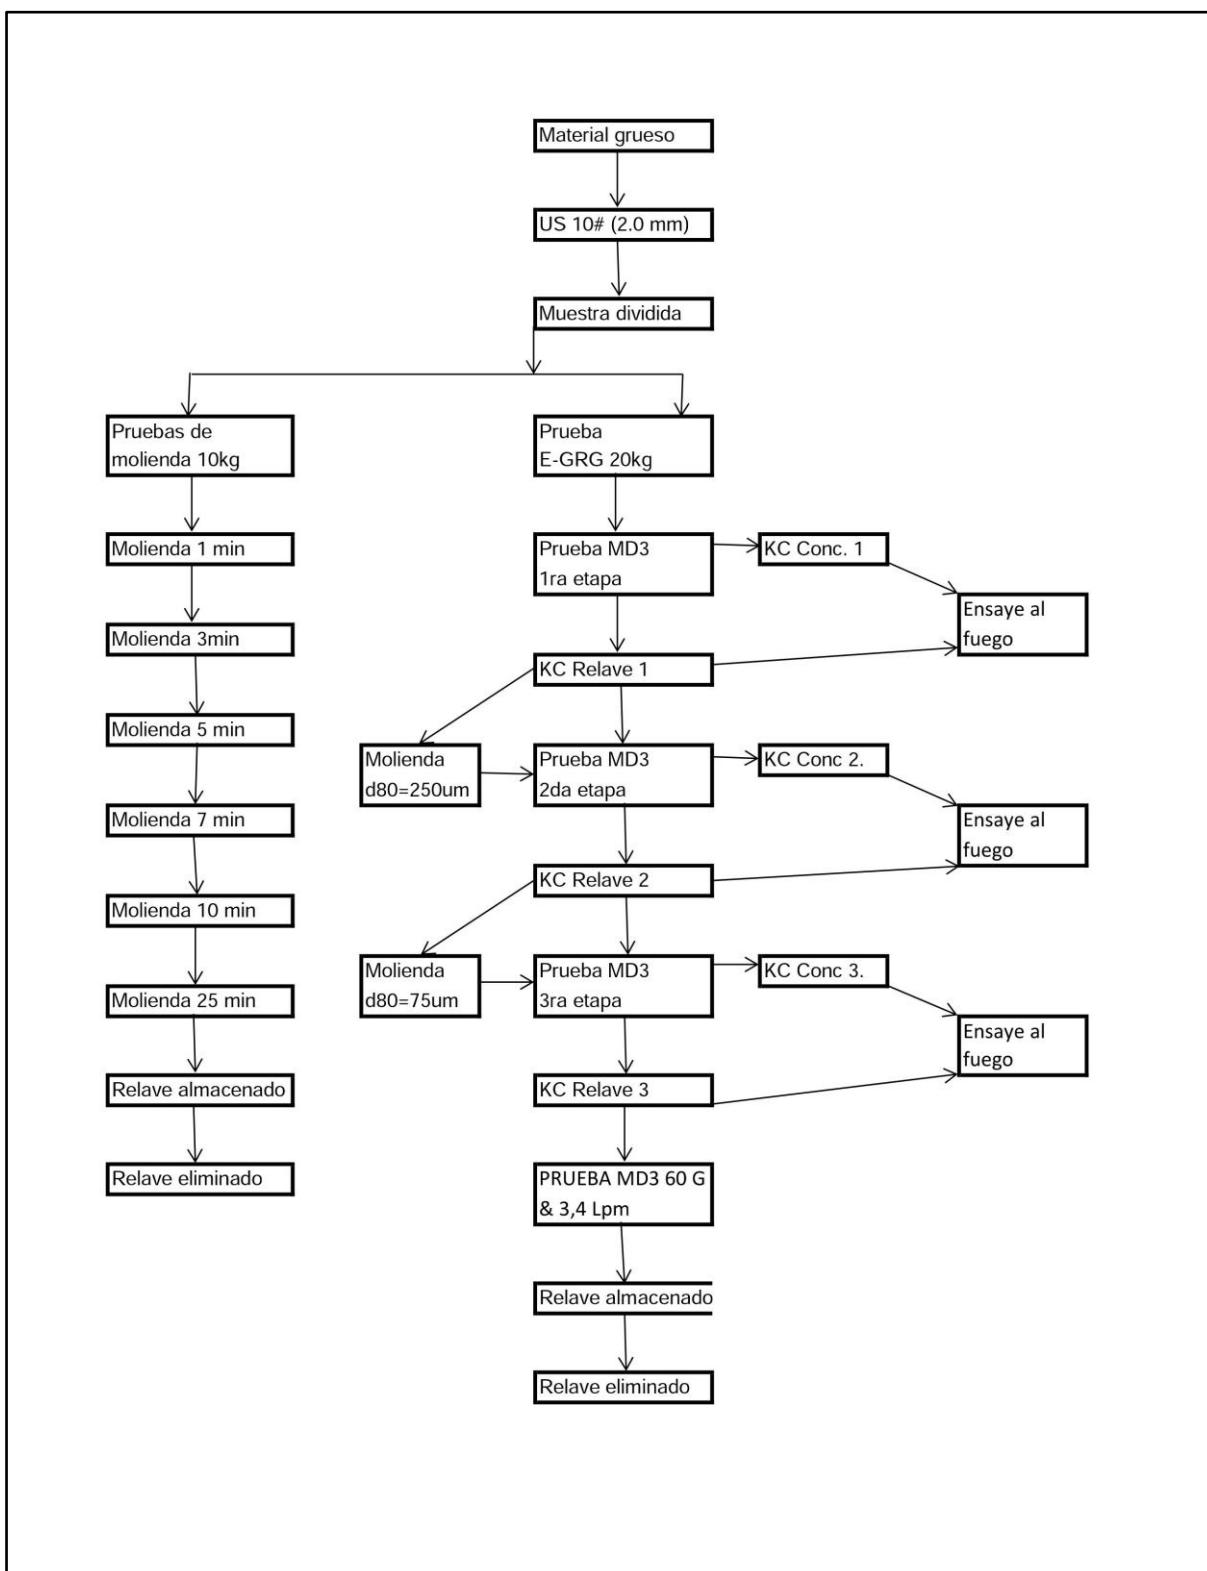 Material grueso
US 10# (2.0 mm)
Muestra dividida
Pruebas de
molienda 10kg
Molienda 1 min
Molienda 3min
Molienda 5 min
Molienda 7 min
Molienda 10 min
Molienda 25 min
Relave almacenado
Relave eliminado
Prueba
E-GRG 20kg
Prueba MD3
1ra etapa
KC Conc. 1
Ensaye al
fuego
KC Relave 1
Molienda
d80=250um
Prueba MD3
2da etapa
KC Conc 2.
Ensaye al
fuego
KC Relave 2
Molienda
d80=75um
Prueba MD3
3ra etapa
KC Conc 3.
Ensaye al
fuego
KC Relave 3
PRUEBA MD3 60 G
& 3,4 Lpm
Relave almacenado
Relave eliminado